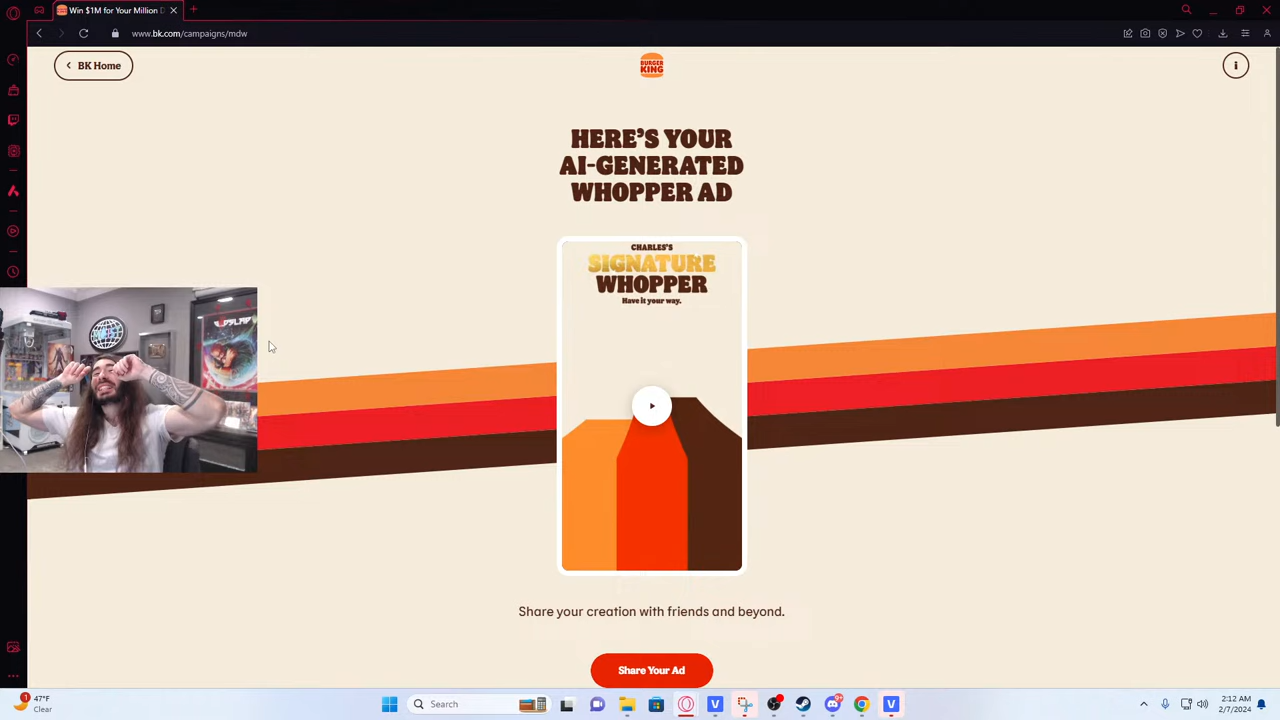 Win $1M for Your Million D
www.bk.com/campaigns/mdw
BK Home
BURGER
KING
i
HERE'S YOUR
AI-GENERATED
WHOPPER AD
CHARLES'S
SIGNATURE
WHOPPER
Have it your way.
Share your creation with friends and beyond.
Share Your Ad
1
47°F
Clear
Search
2:12 AM
2/7/2024